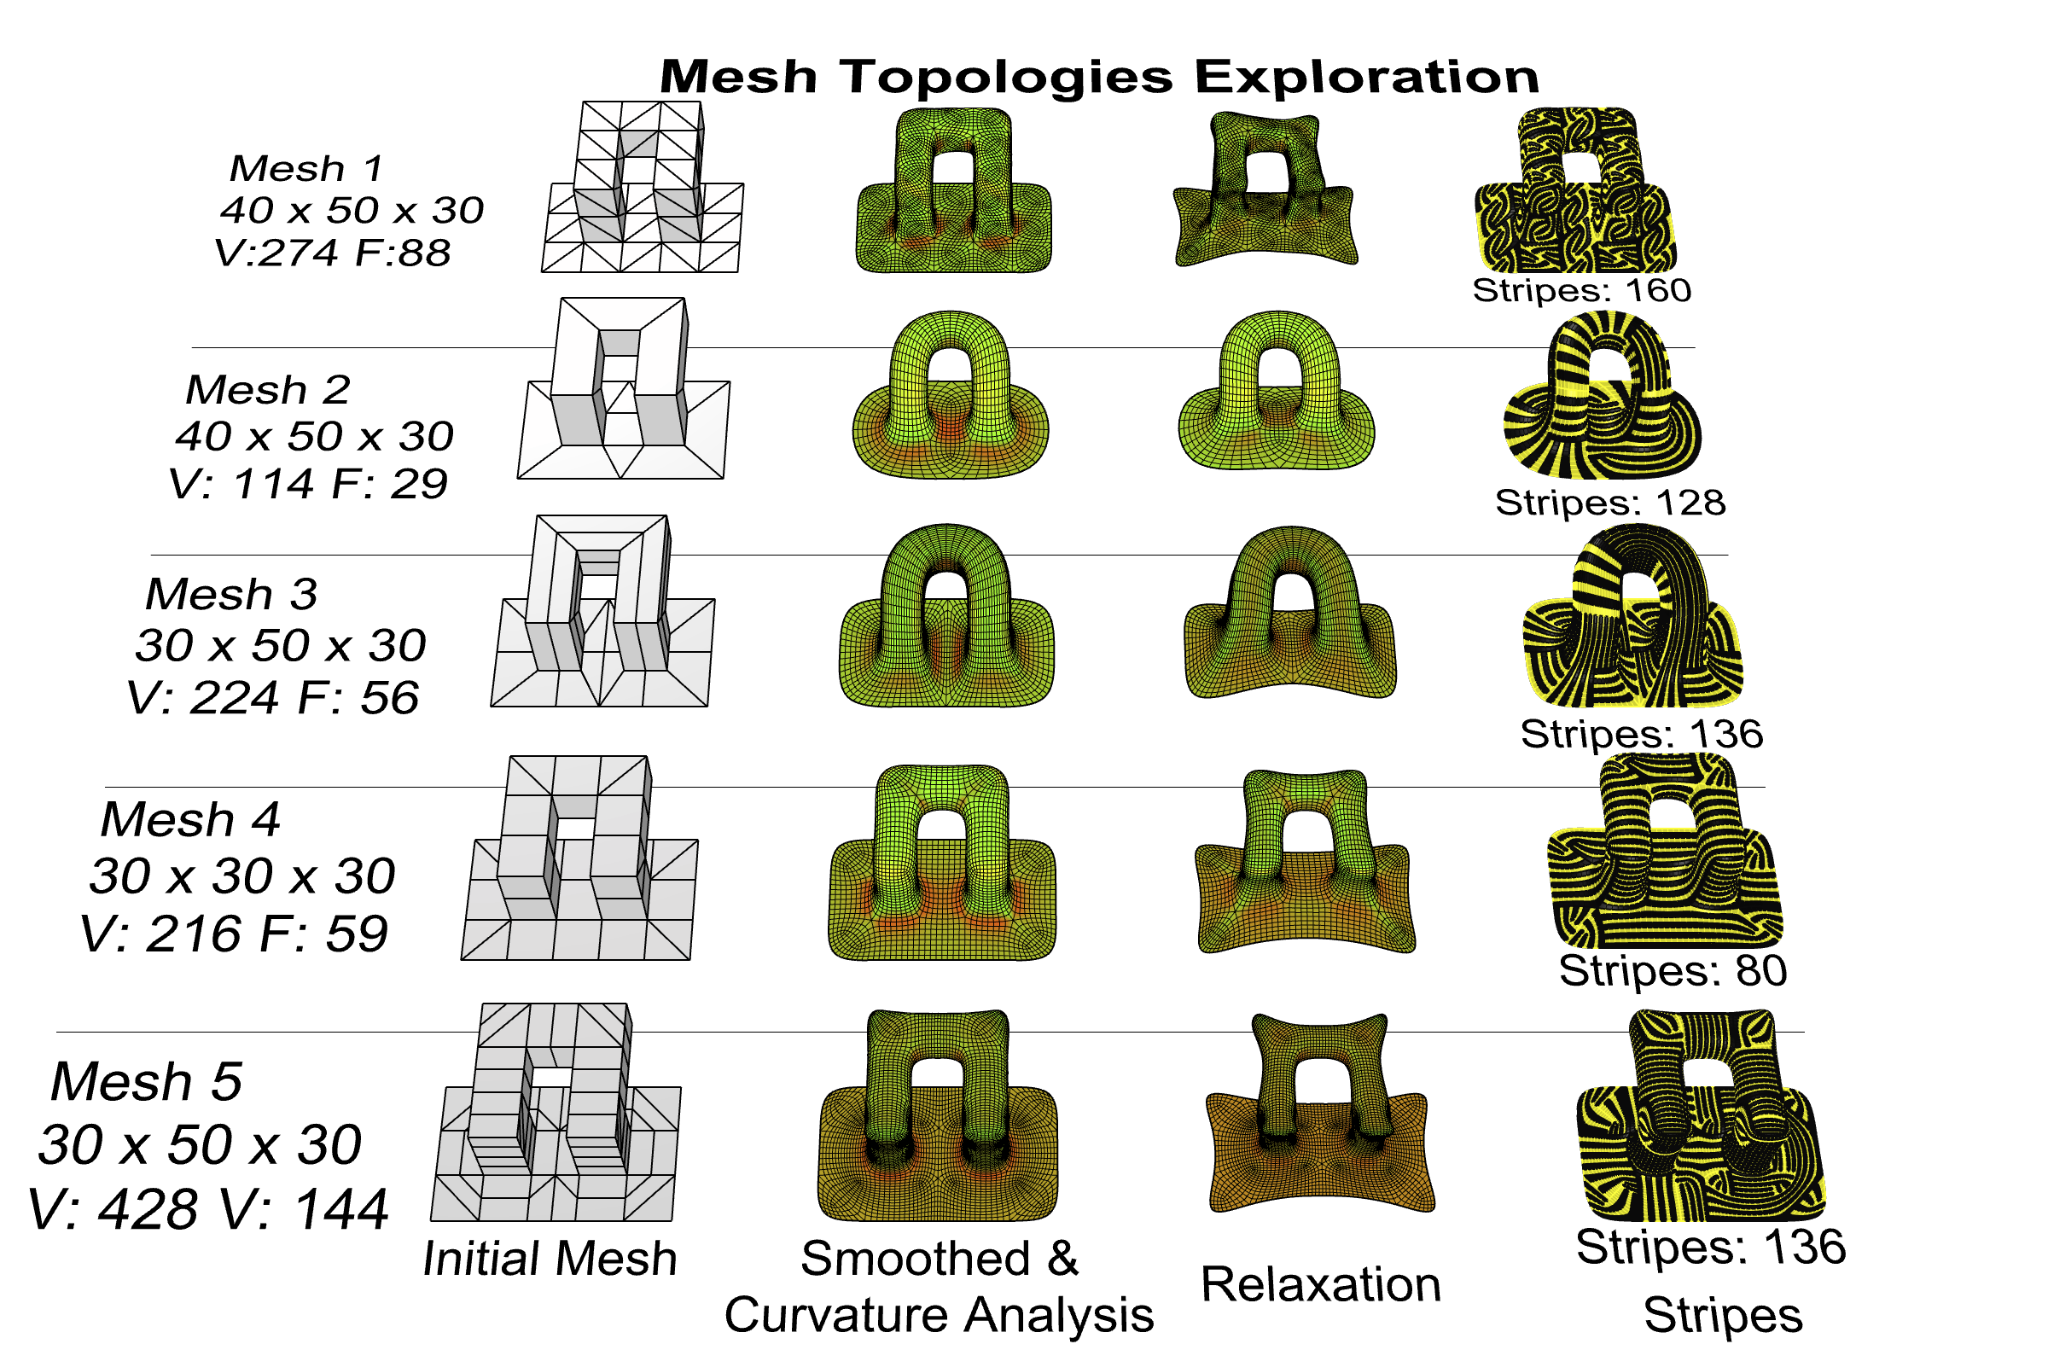 Mesh Topologies Exploration
Mesh 1
40 x 50 x 30
V:274 F:88
Stripes: 160
Mesh 2
40 x 50 x 30
V: 114 F: 29
Stripes: 128
Mesh 3
30 x 50 x 30
V: 224 F: 56
Stripes: 136
Mesh 4
30 x 30 x 30
V: 216 F: 59
Stripes: 80
Mesh 5
30 x 50 x 30
V: 428 V: 144
Stripes: 136
Initial Mesh
Smoothed &
Curvature Analysis
Relaxation
Stripes